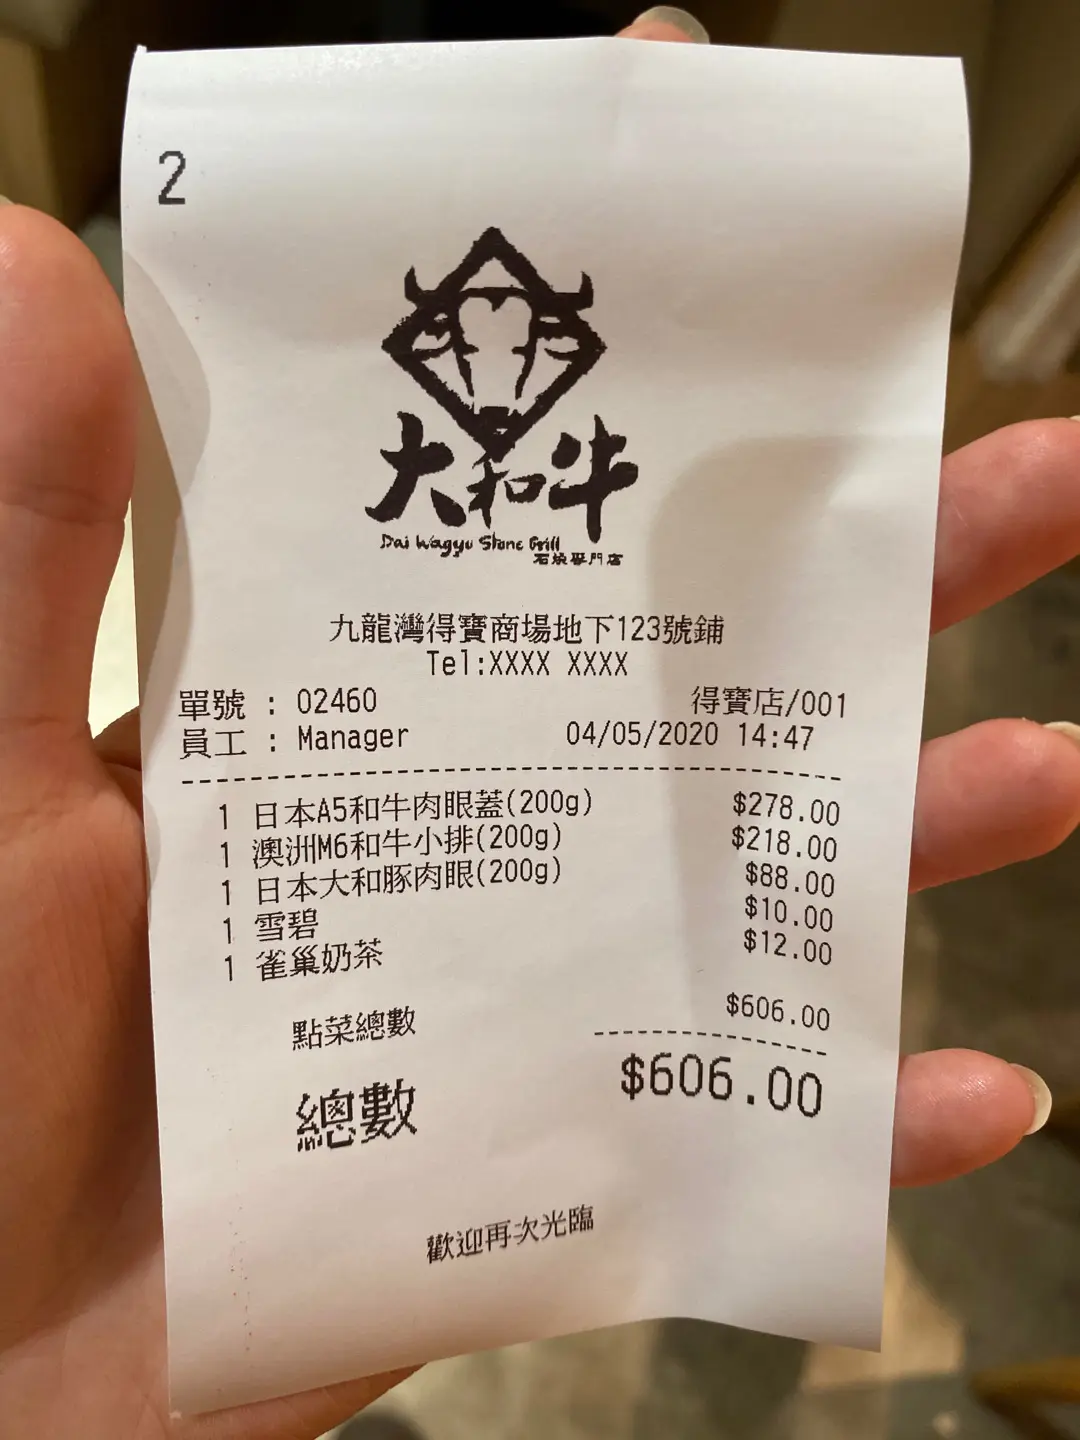 2
大和牛
Dai Wagyu Stone Grill
石燒專門店
九龍灣得寶商場地下123號鋪
Tel:XXXX XXXX
單號 : 02460 得寶店/001
員工 : Manager 04/05/2020 14:47
1 日本A5和牛肉眼蓋(200g) $278.00
1 澳洲M6和牛小排(200g) $218.00
1 日本大和豚肉眼(200g) $88.00
1 雪碧 $10.00
1 雀巢奶茶 $12.00
點菜總數 $606.00
總數 $606.00
歡迎再次光臨